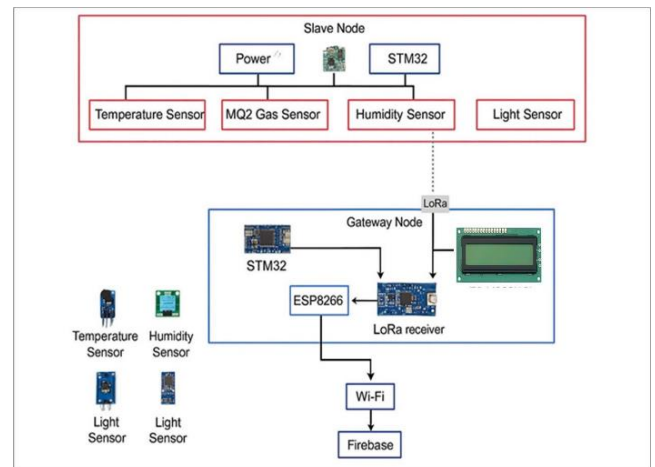 Slave Node
Power
STM32
Temperature Sensor
MQ2 Gas Sensor
Humidity Sensor
Light Sensor
LoRa
Gateway Node
STM32
ESP8266
LoRa receiver
Temperature
Sensor
Humidity
Sensor
Light
Sensor
Light
Sensor
Wi-Fi
Firebase